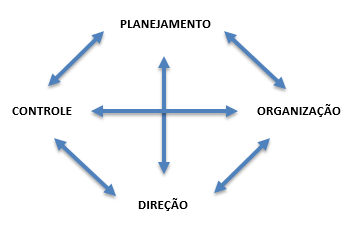 PLANEJAMENTO
CONTROLE
ORGANIZAÇÃO
DIREÇÃO